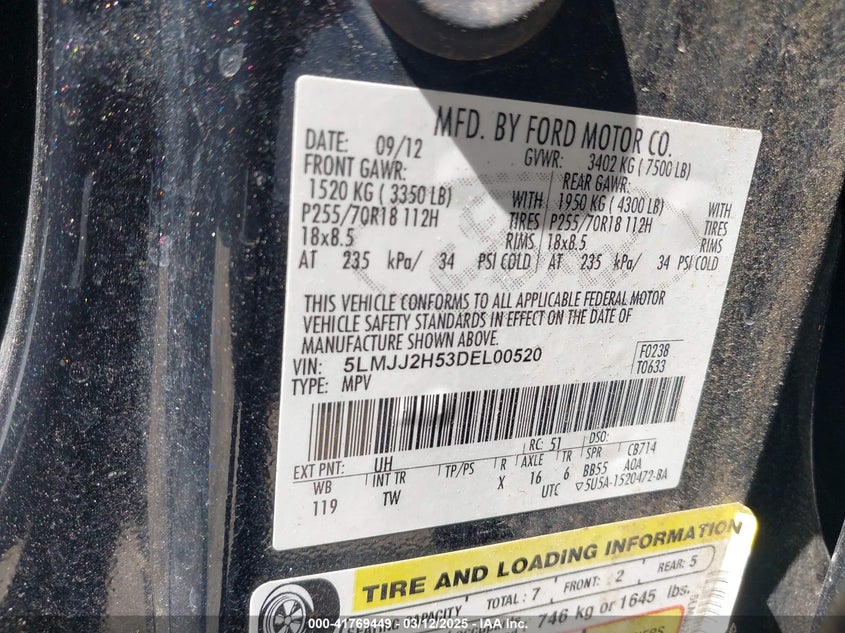 MFD. BY FORD MOTOR CO.
DATE: 09/12 GVWR: 3402 KG ( 7500 LB)
FRONT GAWR: REAR GAWR:
1520 KG ( 3350 LB) WITH 1950 KG ( 4300 LB) WITH
P255/70R18 112H TIRES P255/70R18 112H TIRES
18x8.5 RIMS 18x8.5 RIMS
AT 235 kPa/ 34 PSI COLD AT 235 kPa/ 34 PSI COLD
THIS VEHICLE CONFORMS TO ALL APPLICABLE FEDERAL MOTOR
VEHICLE SAFETY STANDARDS IN EFFECT ON THE DATE OF
MANUFACTURE SHOWN ABOVE.
VIN: 5LMJJ2H53DEL00520 F0238
TYPE: MPV T0633
EXT PNT: UH RC: 51 DSO: CB714
WB INT TR TP/PS R AXLE TR SPR A0A
119 TW X 16 6 BB55
UTC ▽5U5A-1520472-BA
TIRE AND LOADING INFORMATION
SEATING CAPACITY TOTAL : 7 FRONT : 2 REAR: 5
746 kg or 1645 lbs.
000-41769449 03/12/2025 IAA Inc.